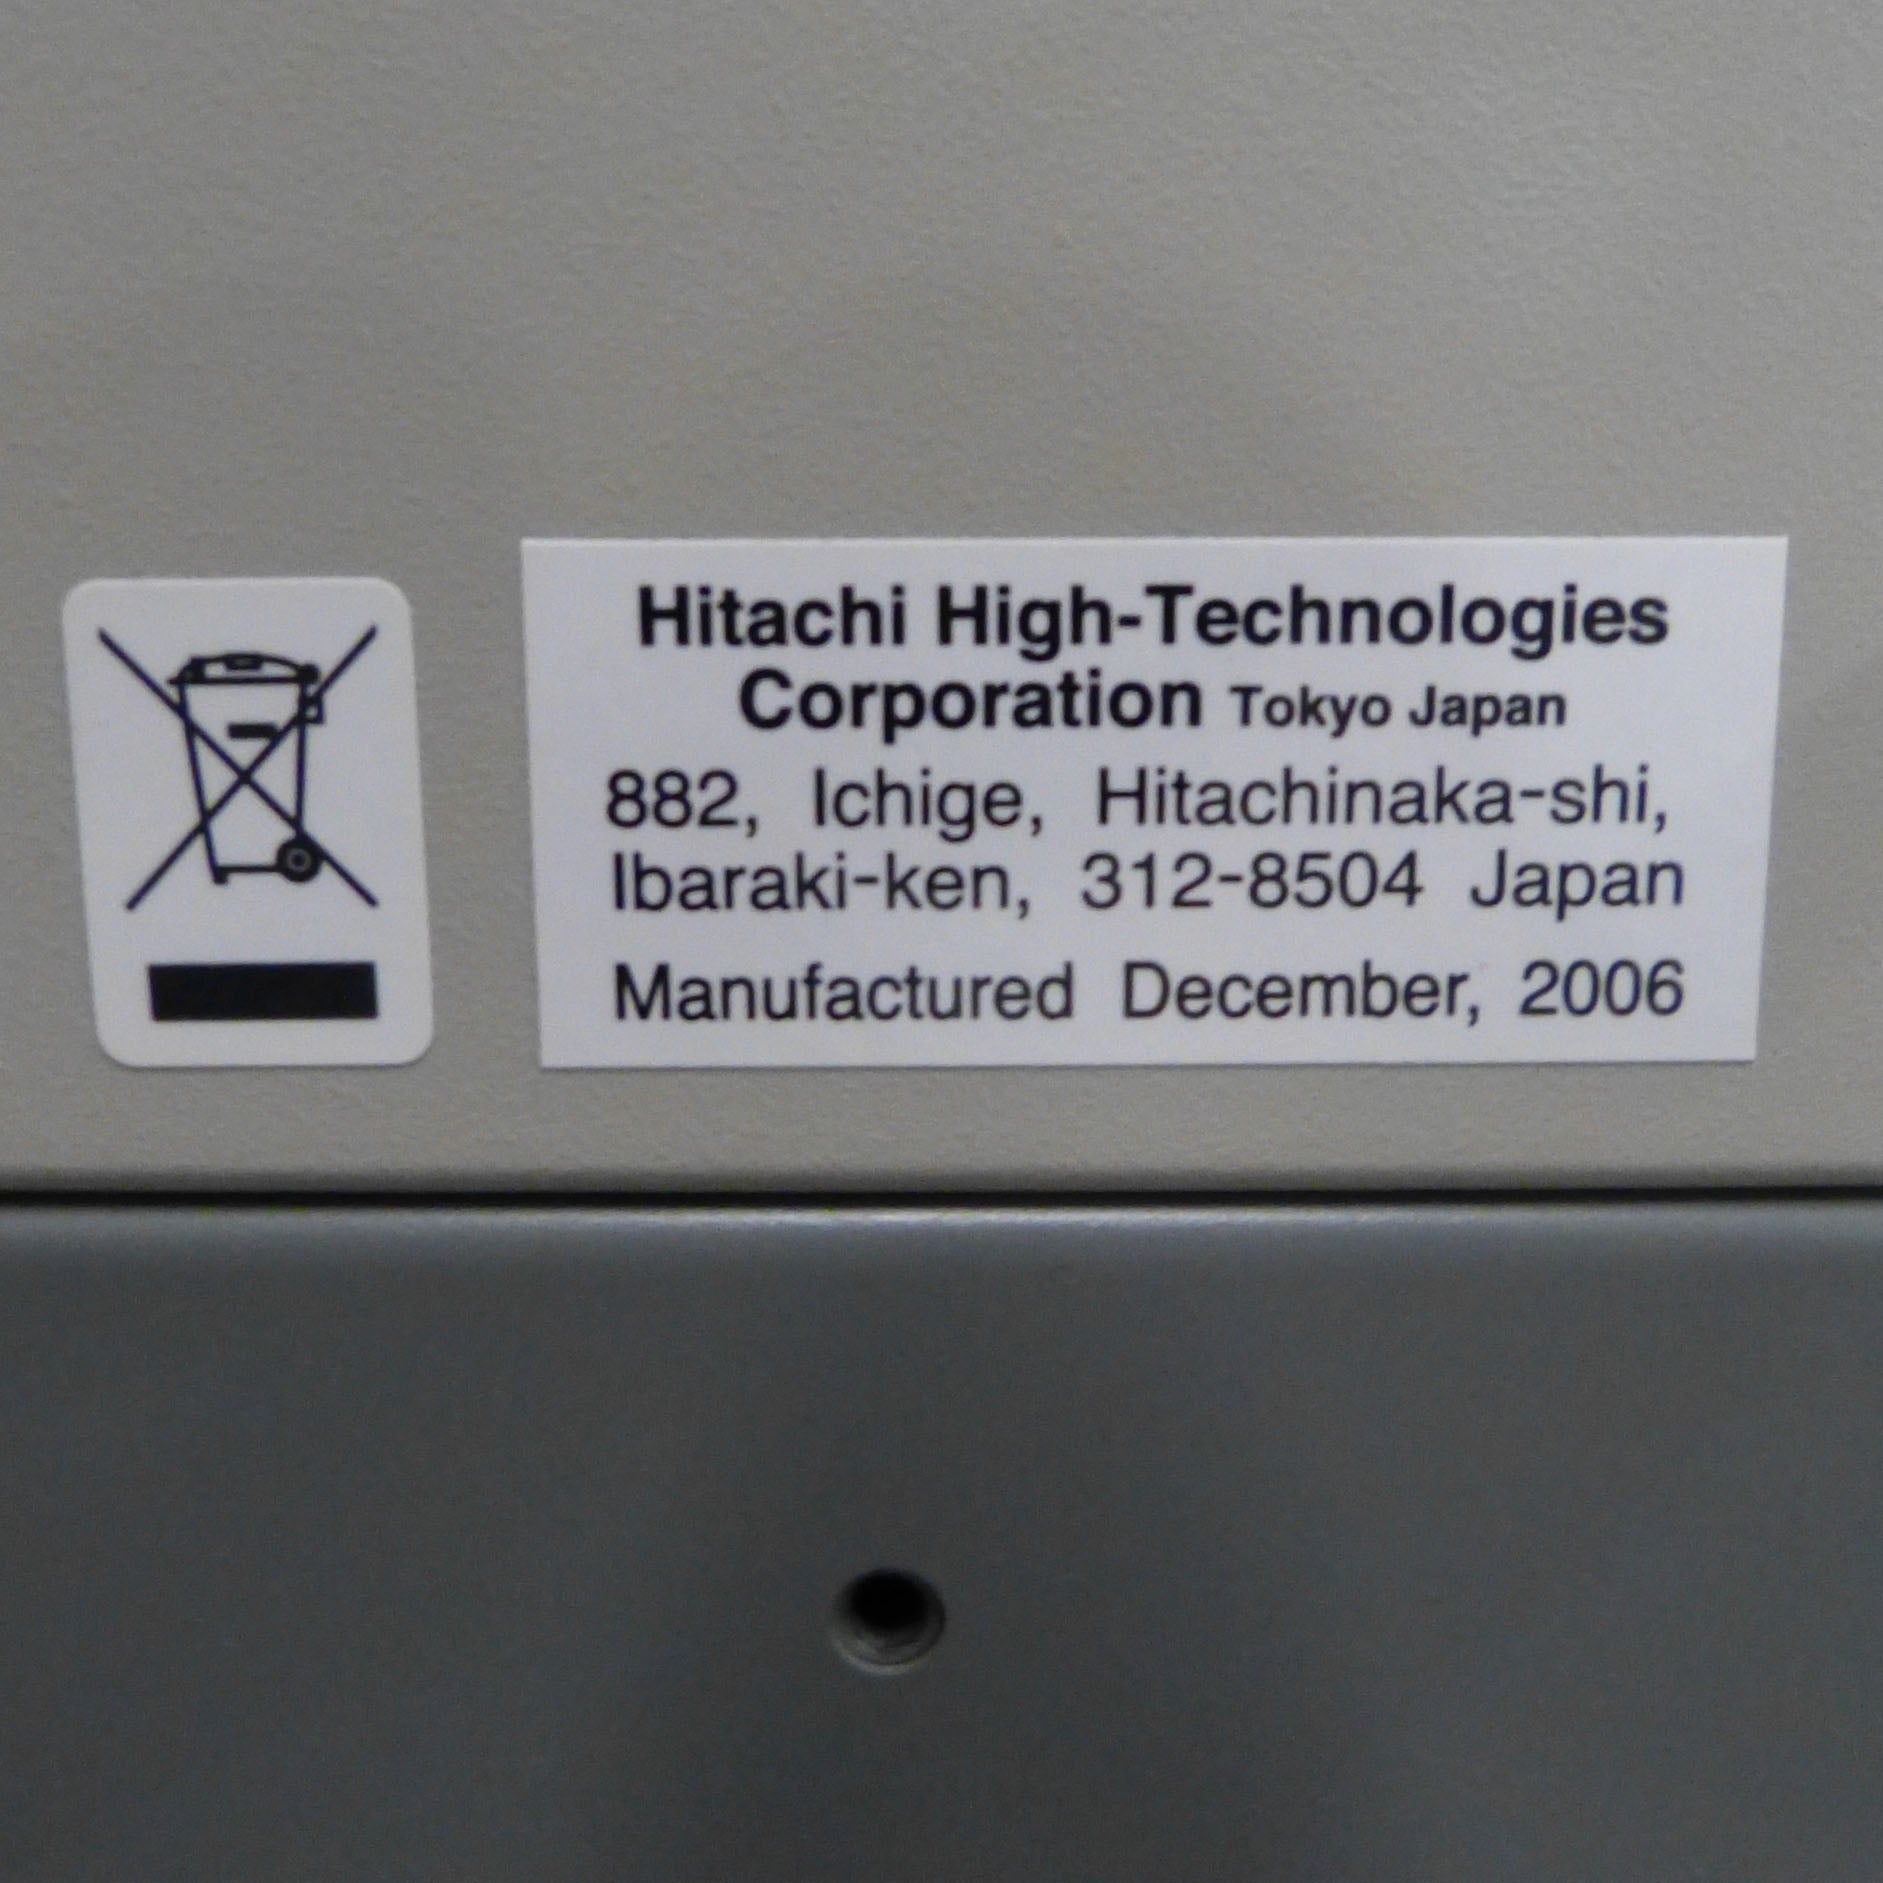 Hitachi High-Technologies
Corporation Tokyo Japan
882, Ichige, Hitachinaka-shi,
Ibaraki-ken, 312-8504 Japan
Manufactured December, 2006